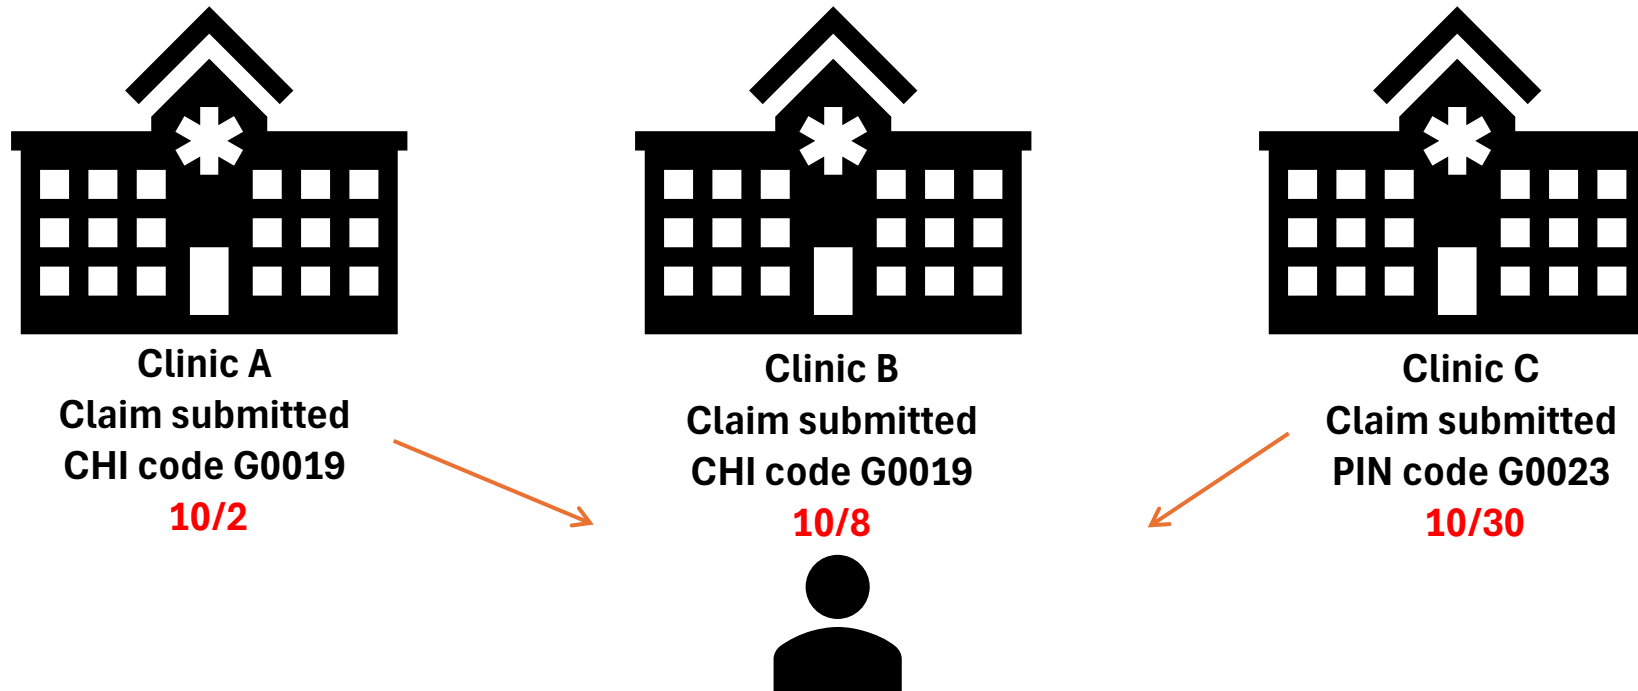 Clinic A
Claim submitted
CHI code G0019
10/2
Clinic B
Claim submitted
CHI code G0019
10/8
Clinic C
Claim submitted
PIN code G0023
10/30